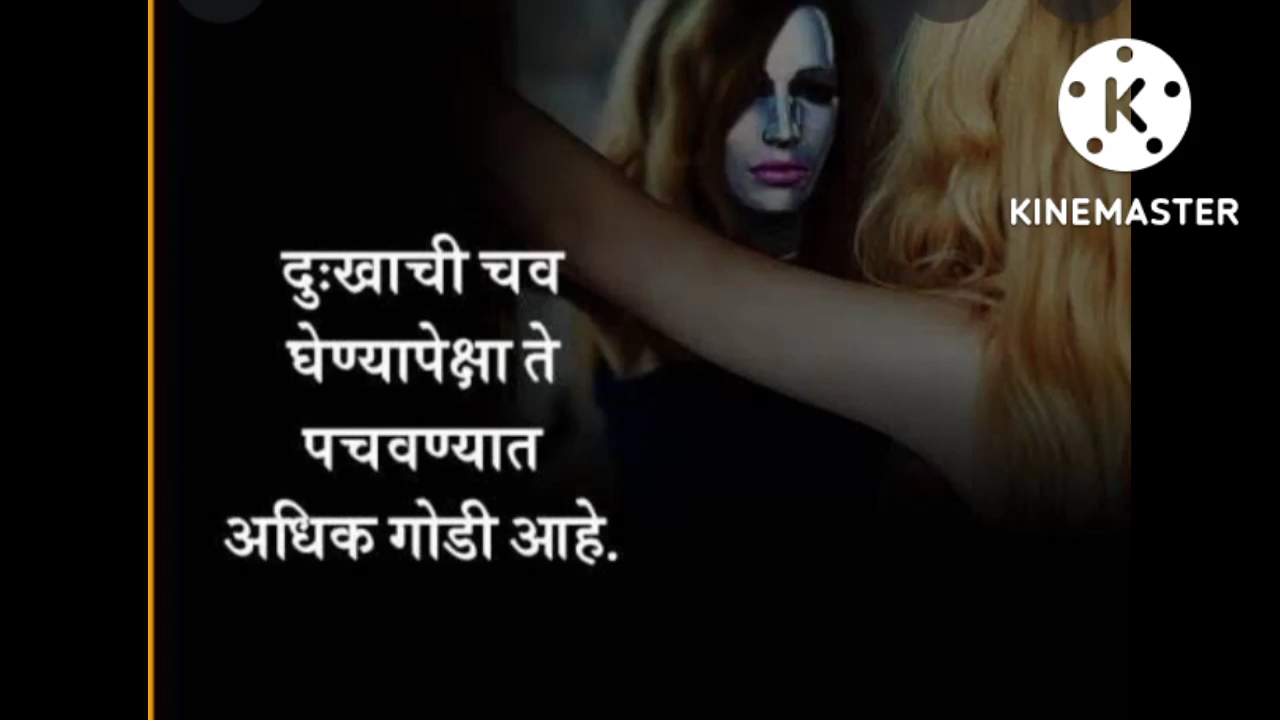 दुःखाची चव
घेण्यापेक्षा ते
पचवण्यात
अधिक गोडी आहे.
K
KINEMASTER